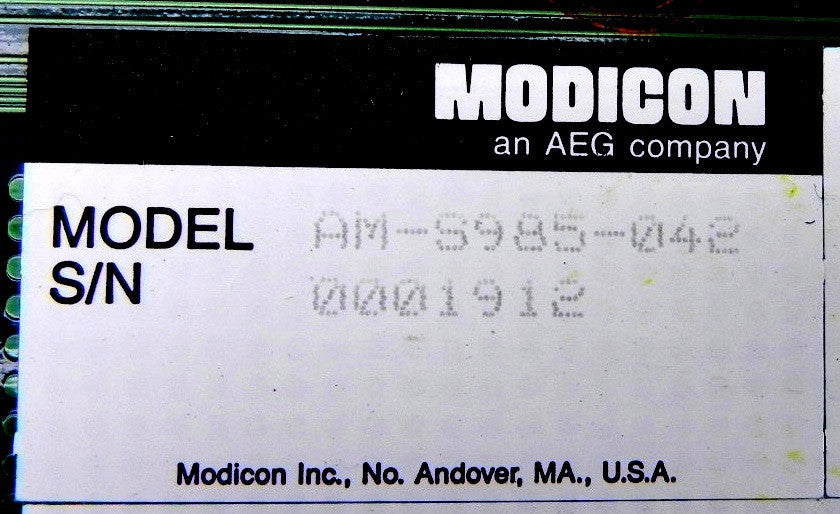 MODICON
an AEG company
MODEL AM-S985-042
S/N 0001912
Modicon Inc., No. Andover, MA., U.S.A.